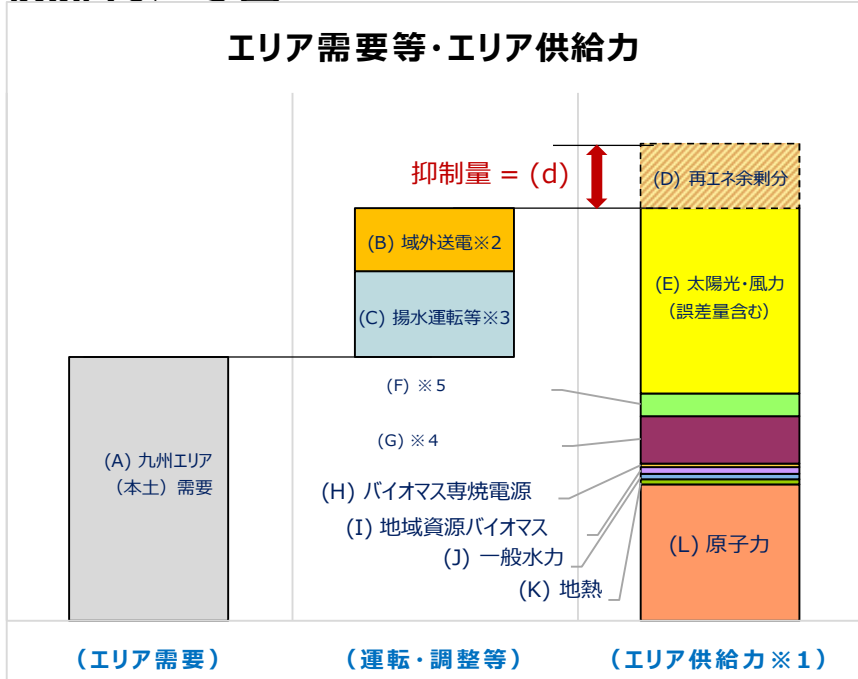 エリア需要等・エリア供給力
抑制量 = (d)
(D) 再エネ余剰分
(B) 域外送電※2
(C) 揚水運転等※3
(E) 太陽光・風力
（誤差量含む）
(F) ※5
(G) ※4
(A) 九州エリア
（本土）需要
(H) バイオマス専焼電源
(I) 地域資源バイオマス
(J) 一般水力
(K) 地熱
(L) 原子力
（エリア需要）
（運転・調整等）
（エリア供給力※1）